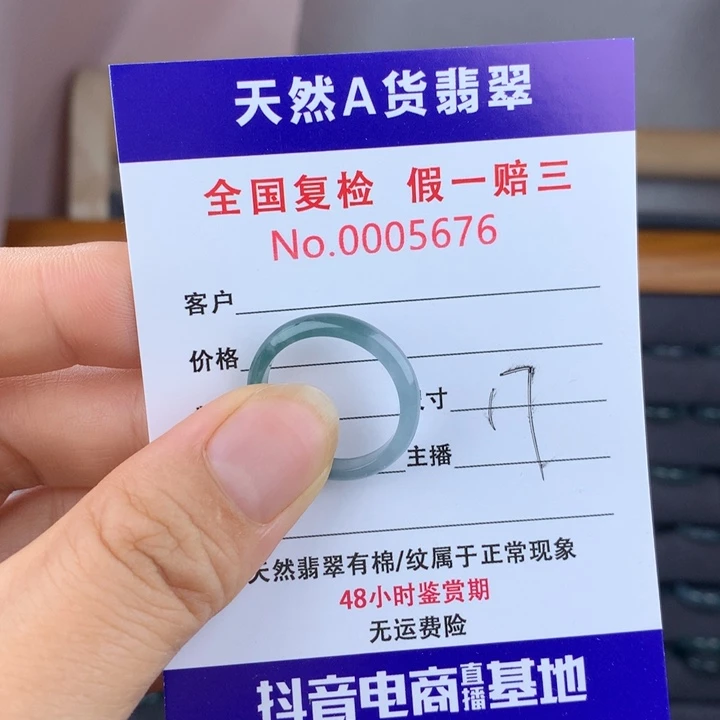 天然A货翡翠
全国复检 假一赔三
No.0005676
客户
价格
寸 17
主播
天然翡翠有棉/纹属于正常现象
48小时鉴赏期
无运费险
抖音电商直播基地